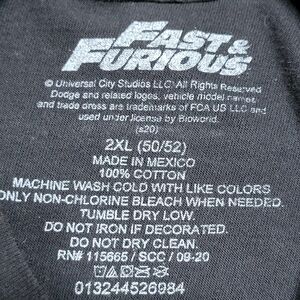 FAST &
FURIOUS
© Universal City Studios LLC. All Rights Reserved
Dodge and related logos, vehicle model names
and trade dress are trademarks of FCA US LLC and
used under license by Bioworld.
(s20)
2XL (50/52)
MADE IN MEXICO
100% COTTON
MACHINE WASH COLD WITH LIKE COLORS
ONLY NON-CHLORINE BLEACH WHEN NEEDED.
TUMBLE DRY LOW.
DO NOT IRON IF DECORATED.
DO NOT DRY CLEAN.
RN# 115665 / SCC / 09-20
013244526984